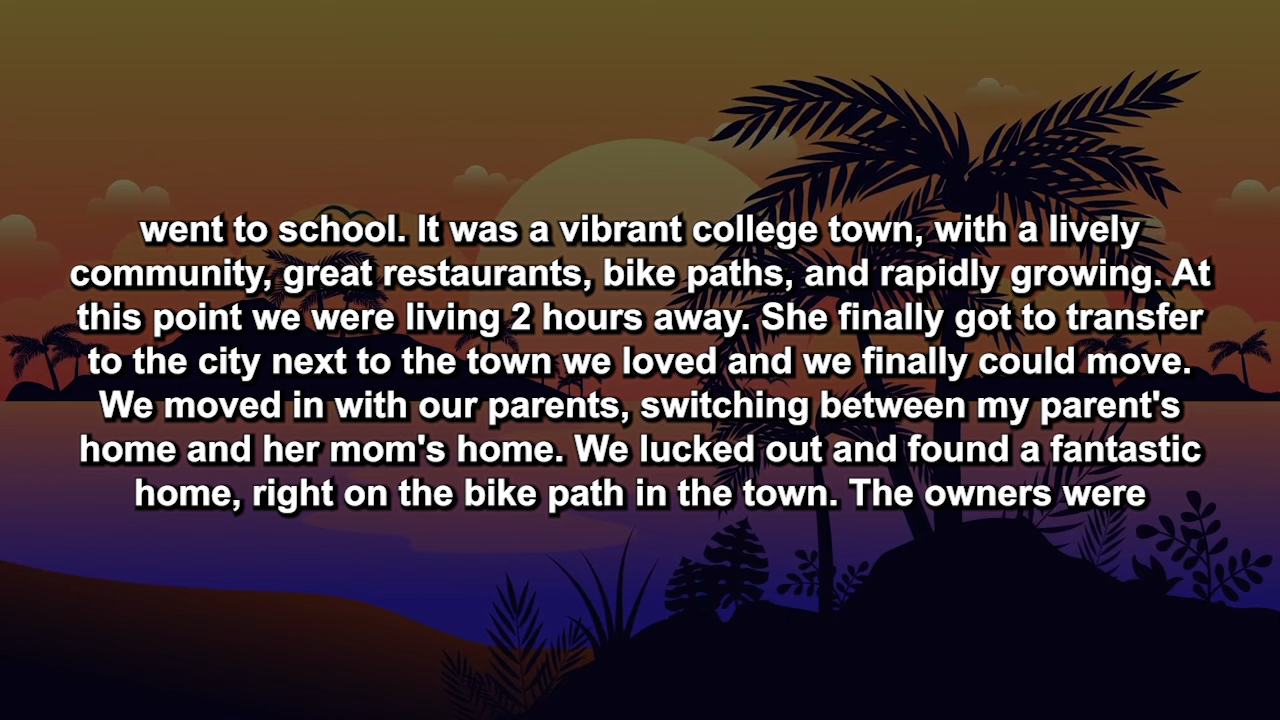 went to school. It was a vibrant college town, with a lively
community, great restaurants, bike paths, and rapidly growing. At
this point we were living 2 hours away. She finally got to transfer
to the city next to the town we loved and we finally could move.
We moved in with our parents, switching between my parent's
home and her mom's home. We lucked out and found a fantastic
home, right on the bike path in the town. The owners were